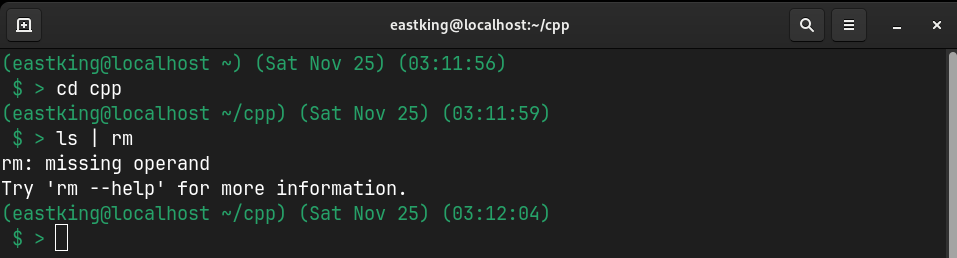 eastking@localhost:~/cpp
(eastking@localhost ~) (Sat Nov 25) (03:11:56)
$ > cd cpp
(eastking@localhost ~/cpp) (Sat Nov 25) (03:11:59)
$ > ls | rm
rm: missing operand
Try 'rm --help' for more information.
(eastking@localhost ~/cpp) (Sat Nov 25) (03:12:04)
$ >